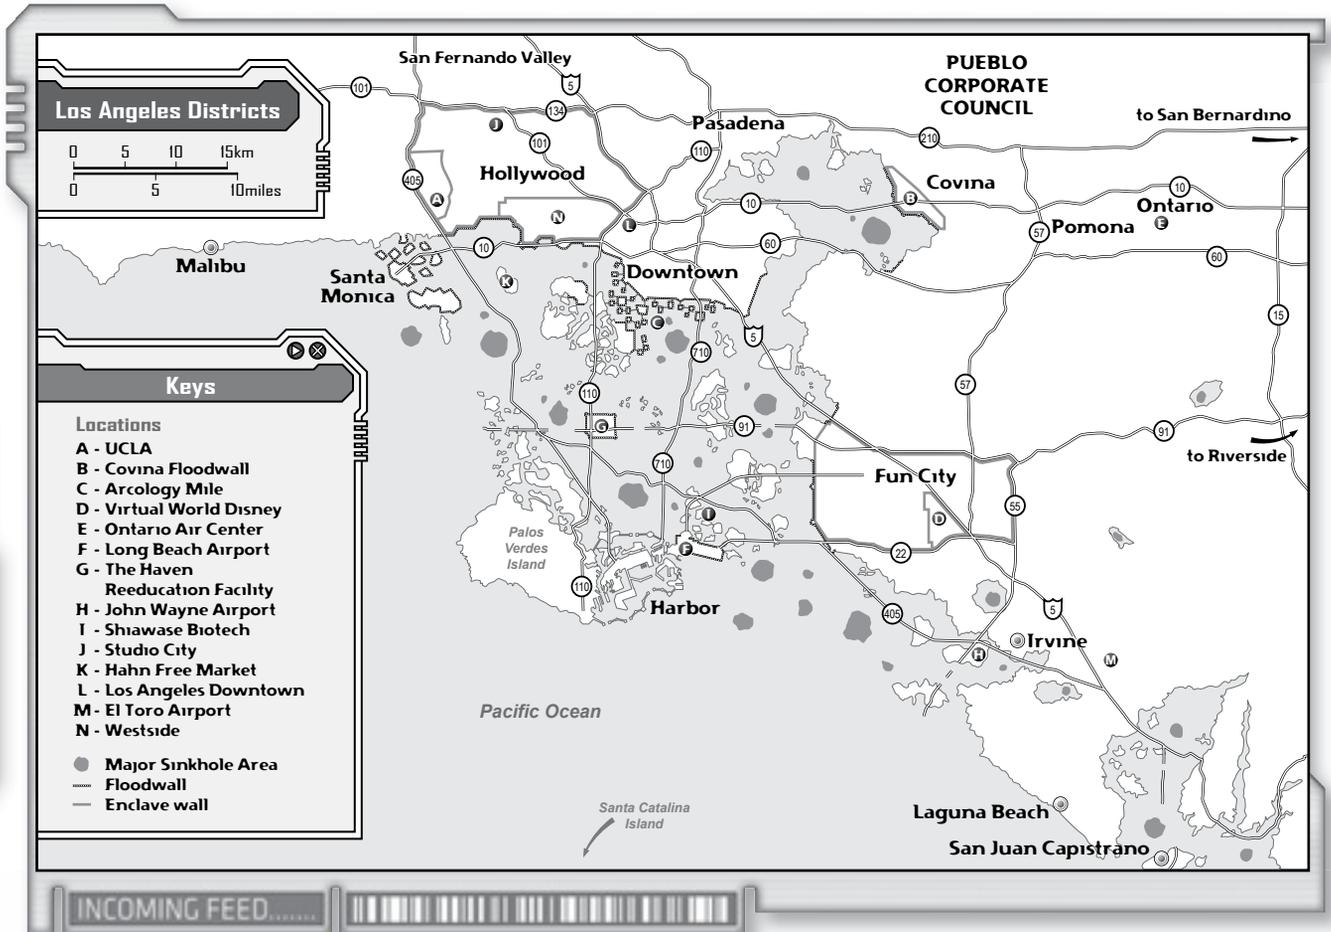 Los Angeles Districts
0 5 10 15km
0 5 10miles
San Fernando Valley
PUEBLO
CORPORATE
COUNCIL
to San Bernardino
101
5
134
J
101
Pasadena
110
210
Hollywood
405
A
N
L
10
Covina
B
10
Ontario
E
57
Pomona
60
60
Malibu
10
Santa
Monica
K
Downtown
C
5
710
15
Keys
Locations
A - UCLA
B - Covina Floodwall
C - Arcology Mile
D - Virtual World Disney
E - Ontario Air Center
F - Long Beach Airport
G - The Haven
Reeducation Facility
H - John Wayne Airport
I - Shiawase Biotech
J - Studio City
K - Hahn Free Market
L - Los Angeles Downtown
M - El Toro Airport
N - Westside
Major Sinkhole Area
Floodwall
Enclave wall
110
57
G
91
91
to Riverside
710
Fun City
55
I
D
Palos
Verdes
Island
F
22
110
Harbor
405
5
H
Irvine
M
Pacific Ocean
Santa Catalina
Island
Laguna Beach
San Juan Capistrano
INCOMING FEED.......